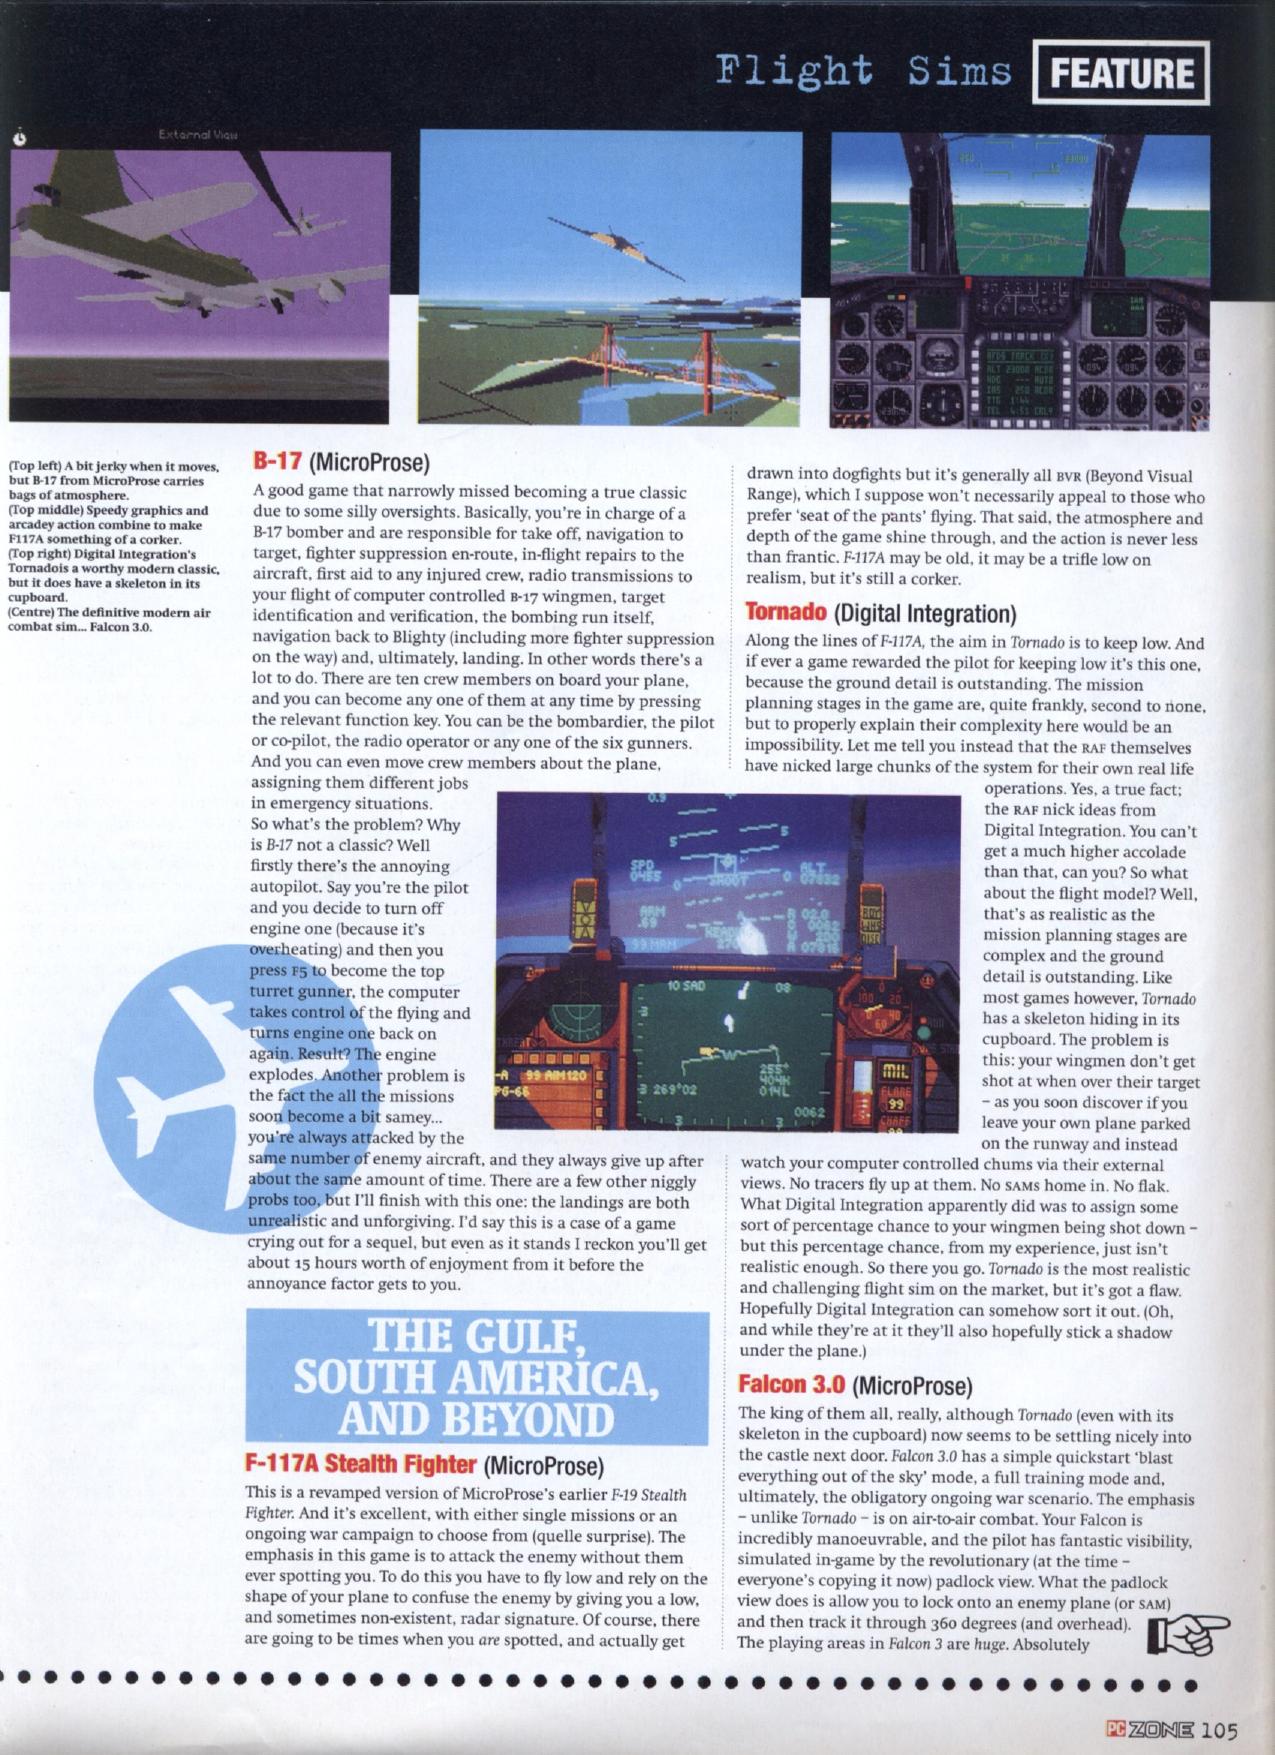 Flight Sims FEATURE
External View
(Top left) A bit jerky when it moves,
but B-17 from MicroProse carries
bags of atmosphere.
(Top middle) Speedy graphics and
arcadey action combine to make
F117A something of a corker.
(Top right) Digital Integration's
Tornadois a worthy modern classic,
but it does have a skeleton in its
cupboard.
(Centre) The definitive modern air
combat sim... Falcon 3.0.
B-17 (MicroProse)
A good game that narrowly missed becoming a true classic
due to some silly oversights. Basically, you're in charge of a
B-17 bomber and are responsible for take off, navigation to
target, fighter suppression en-route, in-flight repairs to the
aircraft, first aid to any injured crew, radio transmissions to
your flight of computer controlled B-17 wingmen, target
identification and verification, the bombing run itself,
navigation back to Blighty (including more fighter suppression
on the way) and, ultimately, landing. In other words there's a
lot to do. There are ten crew members on board your plane,
and you can become any one of them at any time by pressing
the relevant function key. You can be the bombardier, the pilot
or co-pilot, the radio operator or any one of the six gunners.
And you can even move crew members about the plane,
assigning them different jobs
in emergency situations.
So what's the problem? Why
is B-17 not a classic? Well
firstly there's the annoying
autopilot. Say you're the pilot
and you decide to turn off
engine one (because it's
overheating) and then you
press F5 to become the top
turret gunner, the computer
takes control of the flying and
turns engine one back on
again. Result? The engine
explodes. Another problem is
the fact the all the missions
soon become a bit samey...
you're always attacked by the
same number of enemy aircraft, and they always give up after
about the same amount of time. There are a few other niggly
probs too, but I'll finish with this one: the landings are both
unrealistic and unforgiving. I'd say this is a case of a game
crying out for a sequel, but even as it stands I reckon you'll get
about 15 hours worth of enjoyment from it before the
annoyance factor gets to you.
THE GULF,
SOUTH AMERICA,
AND BEYOND
F-117A Stealth Fighter (MicroProse)
This is a revamped version of MicroProse's earlier F-19 Stealth
Fighter. And it's excellent, with either single missions or an
ongoing war campaign to choose from (quelle surprise). The
emphasis in this game is to attack the enemy without them
ever spotting you. To do this you have to fly low and rely on the
shape of your plane to confuse the enemy by giving you a low,
and sometimes non-existent, radar signature. Of course, there
are going to be times when you are spotted, and actually get
drawn into dogfights but it's generally all BVR (Beyond Visual
Range), which I suppose won't necessarily appeal to those who
prefer 'seat of the pants' flying. That said, the atmosphere and
depth of the game shine through, and the action is never less
than frantic. F-117A may be old, it may be a trifle low on
realism, but it's still a corker.
Tornado (Digital Integration)
Along the lines of F-117A, the aim in Tornado is to keep low. And
if ever a game rewarded the pilot for keeping low it's this one,
because the ground detail is outstanding. The mission
planning stages in the game are, quite frankly, second to none,
but to properly explain their complexity here would be an
impossibility. Let me tell you instead that the RAF themselves
have nicked large chunks of the system for their own real life
operations. Yes, a true fact;
the RAF nick ideas from
Digital Integration. You can't
get a much higher accolade
than that, can you? So what
about the flight model? Well,
that's as realistic as the
mission planning stages are
complex and the ground
detail is outstanding. Like
most games however, Tornado
has a skeleton hiding in its
cupboard. The problem is
this: your wingmen don't get
shot at when over their target
– as you soon discover if you
leave your own plane parked
on the runway and instead
watch your computer controlled chums via their external
views. No tracers fly up at them. No SAMS home in. No flak.
What Digital Integration apparently did was to assign some
sort of percentage chance to your wingmen being shot down –
but this percentage chance, from my experience, just isn't
realistic enough. So there you go. Tornado is the most realistic
and challenging flight sim on the market, but it's got a flaw.
Hopefully Digital Integration can somehow sort it out. (Oh,
and while they're at it they'll also hopefully stick a shadow
under the plane.)
Falcon 3.0 (MicroProse)
The king of them all, really, although Tornado (even with its
skeleton in the cupboard) now seems to be settling nicely into
the castle next door. Falcon 3.0 has a simple quickstart 'blast
everything out of the sky' mode, a full training mode and,
ultimately, the obligatory ongoing war scenario. The emphasis
– unlike Tornado – is on air-to-air combat. Your Falcon is
incredibly manoeuvrable, and the pilot has fantastic visibility,
simulated in-game by the revolutionary (at the time –
everyone's copying it now) padlock view. What the padlock
view does is allow you to lock onto an enemy plane (or SAM)
and then track it through 360 degrees (and overhead).
The playing areas in Falcon 3 are huge. Absolutely
0.9
5 5
SPD
0455
ALT
0 SHOOT 0
ARM
.69
10 SAD 08
99 AIM120
3 269°02
255°
404K
014L
0062
3 3
MIL
FLARE
99
CHAFF
PC ZONE 105